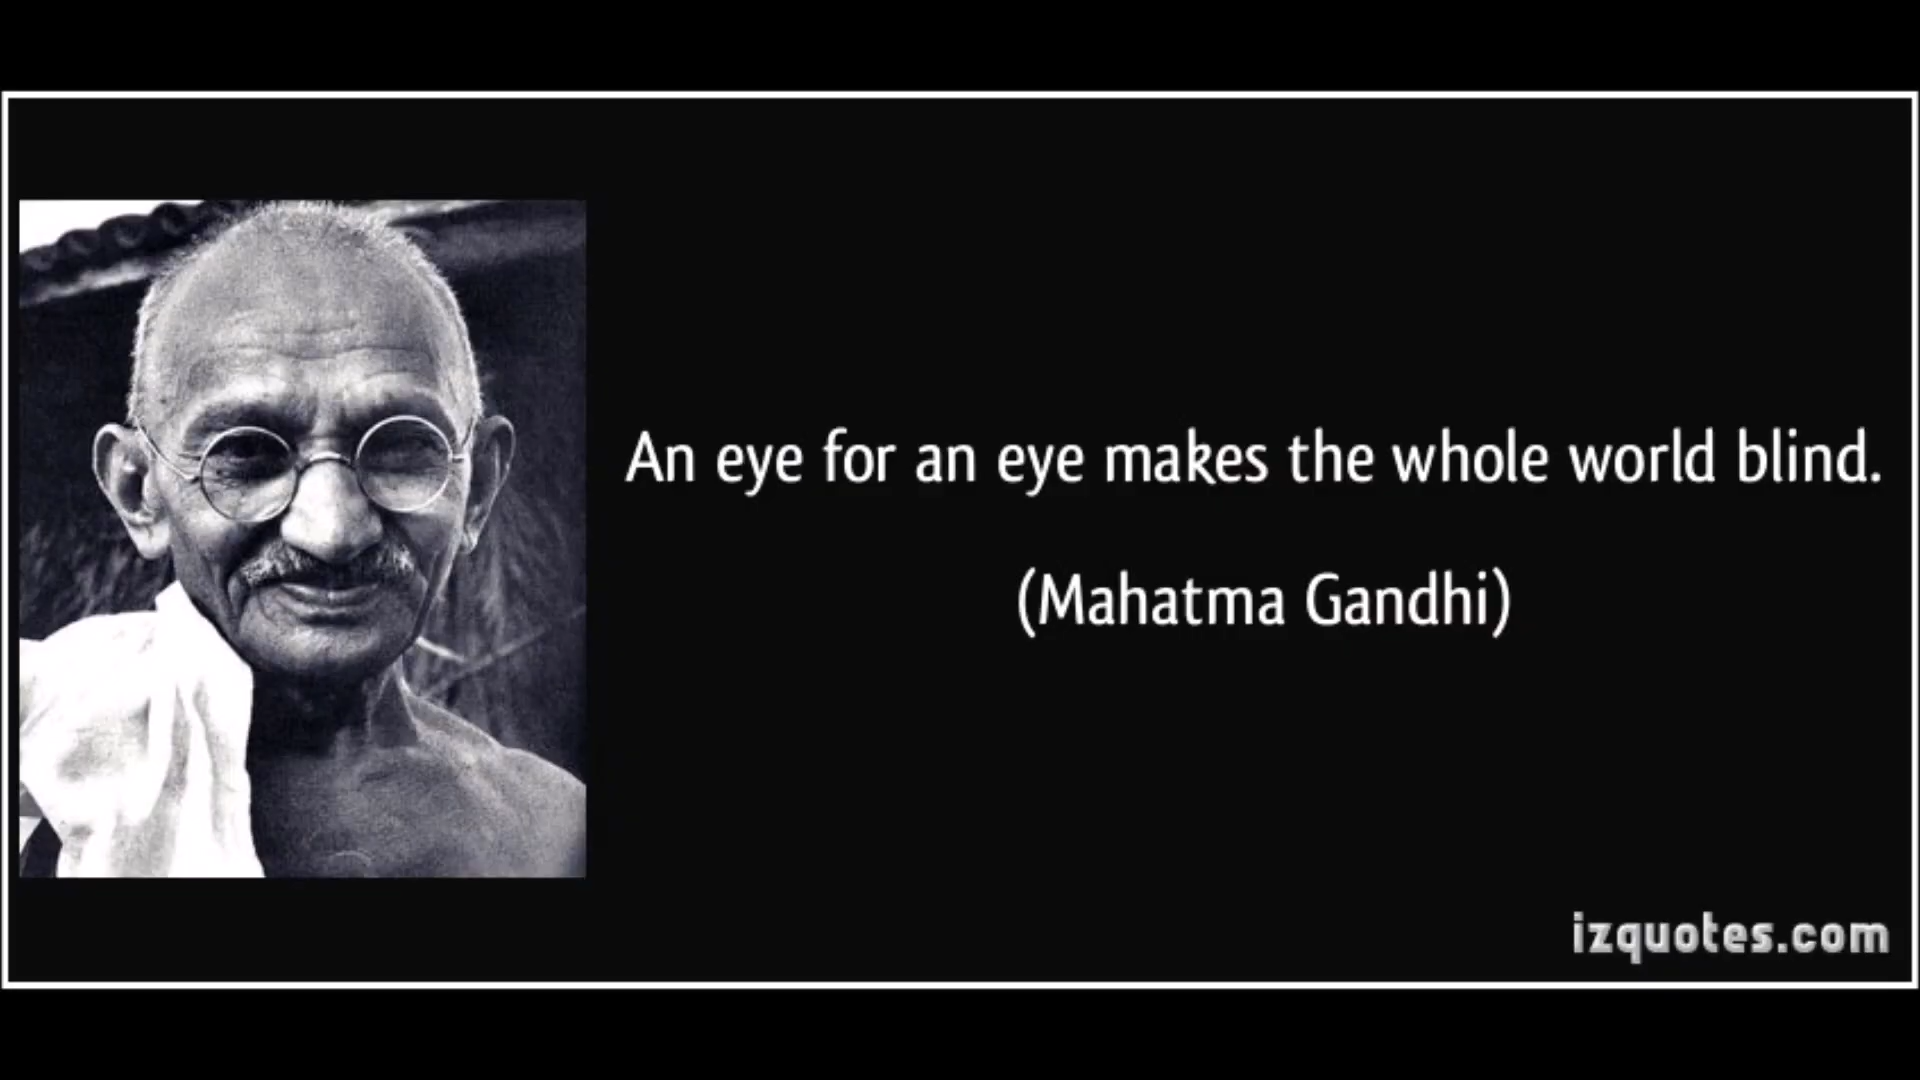 An eye for an eye makes the whole world blind.
(Mahatma Gandhi)
izquotes.com